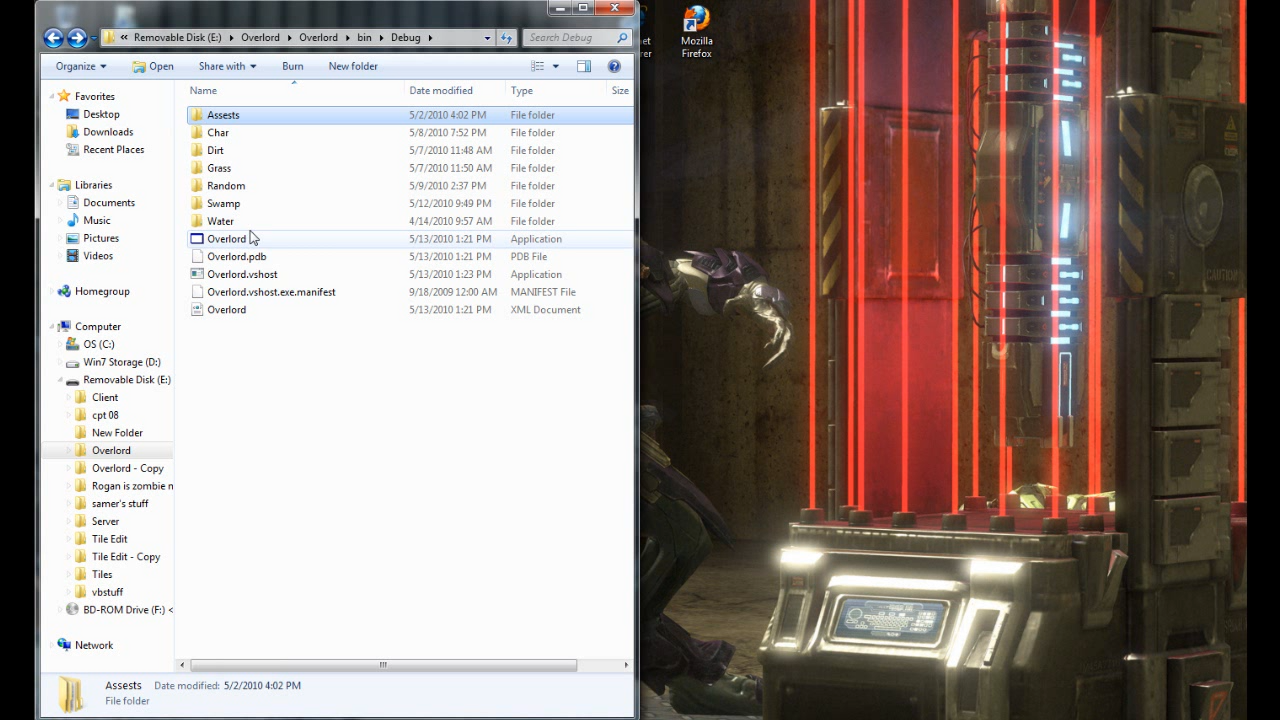 « Removable Disk (E:) Overlord Overlord bin Debug Search Debug
Organize Open Share with Burn New folder
Name Date modified Type Size
Favorites
Desktop
Downloads
Recent Places
Libraries
Documents
Music
Pictures
Videos
Homegroup
Computer
OS (C:)
Win7 Storage (D:)
Removable Disk (E:)
Client
cpt 08
New Folder
Overlord
Overlord - Copy
Rogan is zombie n
samer's stuff
Server
Tile Edit
Tile Edit - Copy
Tiles
vbstuff
BD-ROM Drive (F:) <
Network
Assests 5/2/2010 4:02 PM File folder
Char 5/8/2010 7:52 PM File folder
Dirt 5/7/2010 11:48 AM File folder
Grass 5/7/2010 11:50 AM File folder
Random 5/9/2010 2:37 PM File folder
Swamp 5/12/2010 9:49 PM File folder
Water 4/14/2010 9:57 AM File folder
Overlord 5/13/2010 1:21 PM Application
Overlord.pdb 5/13/2010 1:21 PM PDB File
Overlord.vshost 5/13/2010 1:23 PM Application
Overlord.vshost.exe.manifest 9/18/2009 12:00 AM MANIFEST File
Overlord 5/13/2010 1:21 PM XML Document
Assests Date modified: 5/2/2010 4:02 PM
File folder
net
rer
Mozilla
Firefox
CAUTION